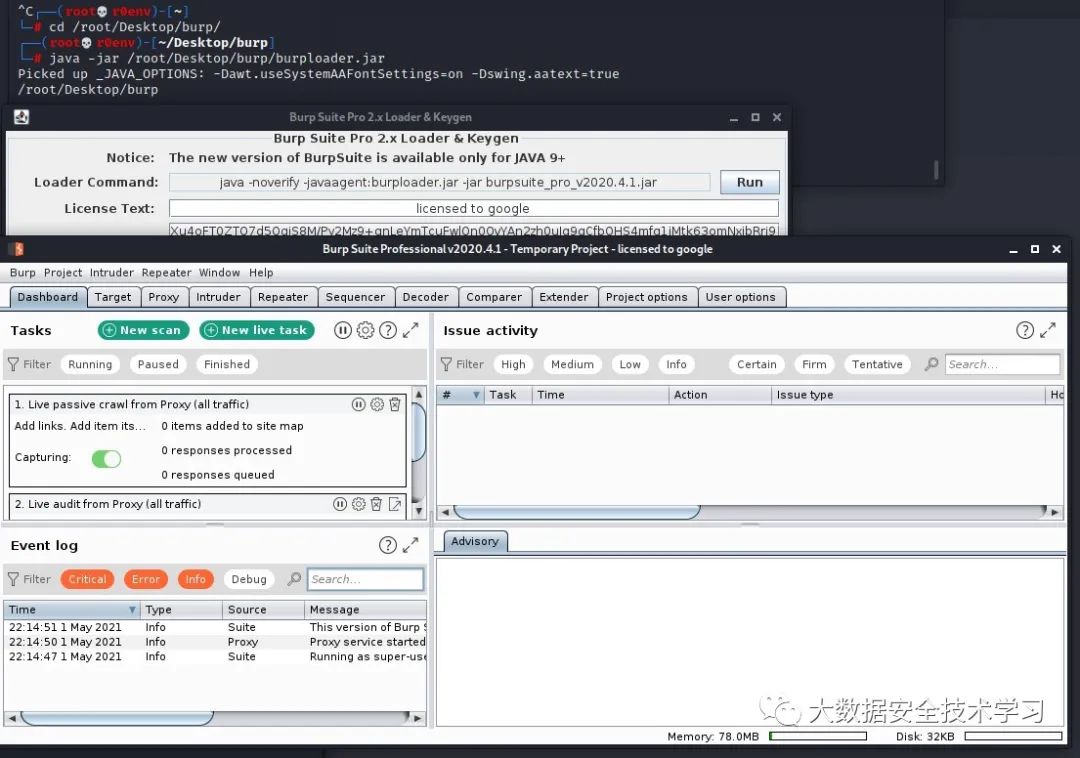 ^C┌──(root💀r0env)-[~]
└─# cd /root/Desktop/burp/
┌──(root💀r0env)-[~/Desktop/burp]
└─# java -jar /root/Desktop/burp/burploader.jar
Picked up _JAVA_OPTIONS: -Dawt.useSystemAAFontSettings=on -Dswing.aatext=true
/root/Desktop/burp
Burp Suite Pro 2.x Loader & Keygen
Burp Suite Pro 2.x Loader & Keygen
Notice: The new version of BurpSuite is available only for JAVA 9+
Loader Command: java -noverify -javaagent:burploader.jar -jar burpsuite_pro_v2020.4.1.jar Run
License Text: licensed to google
Burp Suite Professional v2020.4.1 - Temporary Project - licensed to google
Burp Project Intruder Repeater Window Help
Dashboard Target Proxy Intruder Repeater Sequencer Decoder Comparer Extender Project options User options
Tasks New scan New live task
Filter Running Paused Finished
1. Live passive crawl from Proxy (all traffic)
Add links. Add item its... 0 items added to site map
Capturing: 0 responses processed
0 responses queued
2. Live audit from Proxy (all traffic)
Issue activity
Filter High Medium Low Info Certain Firm Tentative Search...
# Task Time Action Issue type Ho
Event log
Filter Critical Error Info Debug Search...
Time Type Source Message
22:14:51 1 May 2021 Info Suite This version of Burp S
22:14:50 1 May 2021 Info Proxy Proxy service started
22:14:47 1 May 2021 Info Suite Running as super-use
Advisory
大数据安全技术学习
Memory: 78.0MB Disk: 32KB